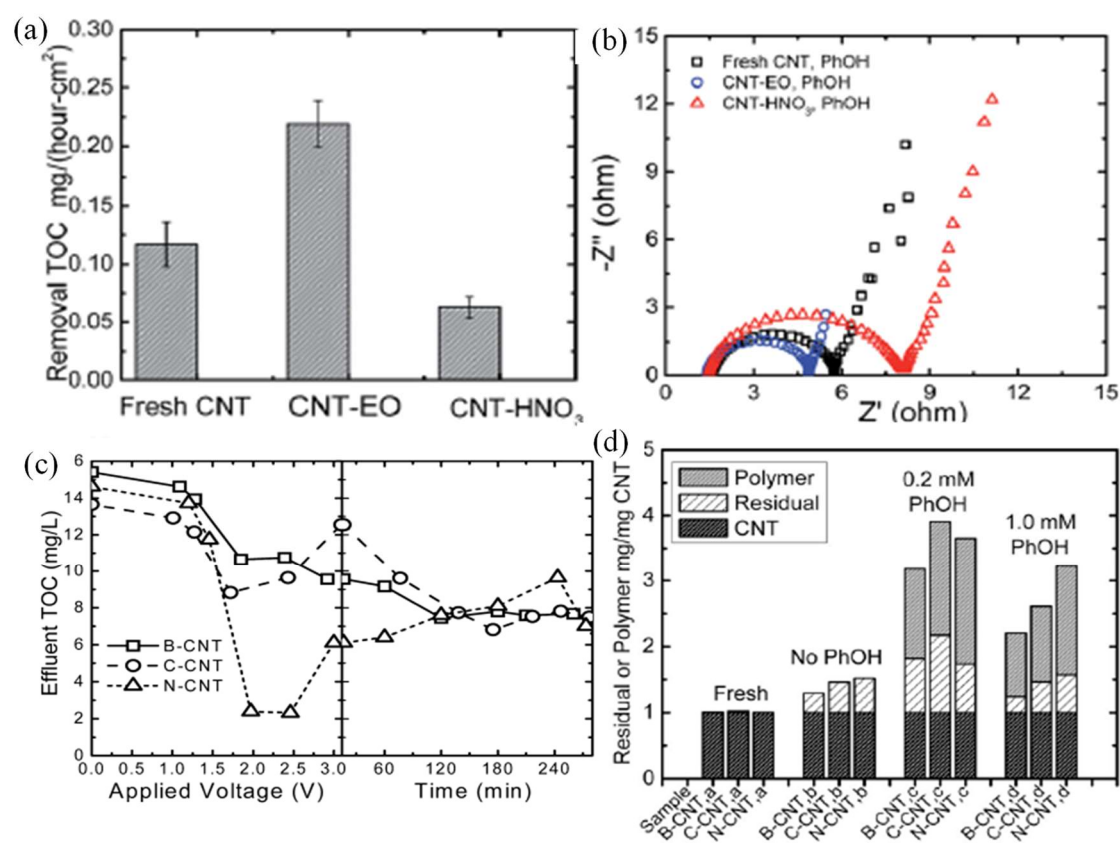 (a)
Removal TOC mg/(hour-cm²)
0.30
0.25
0.20
0.15
0.10
0.05
0.00
Fresh CNT
CNT-EO
CNT-HNO₃
(b)
Fresh CNT, PhOH
CNT-EO, PhOH
CNT-HNO₃, PhOH
-Z" (ohm)
15
12
9
6
3
0
0 3 6 9 12 15
Z' (ohm)
(c)
Effluent TOC (mg/L)
16
14
12
10
8
6
4
2
0
B-CNT
C-CNT
N-CNT
0.0 0.5 1.0 1.5 2.0 2.5 3.0 60 120 180 240
Applied Voltage (V) Time (min)
(d)
Residual or Polymer mg/mg CNT
5
4
3
2
1
0
Polymer
Residual
CNT
Fresh
No PhOH
0.2 mM
PhOH
1.0 mM
PhOH
Sample
B-CNT,a
C-CNT,a
N-CNT,a
B-CNT,b
C-CNT,b
N-CNT,b
B-CNT,c
C-CNT,c
N-CNT,c
B-CNT,d
C-CNT,d
N-CNT,d